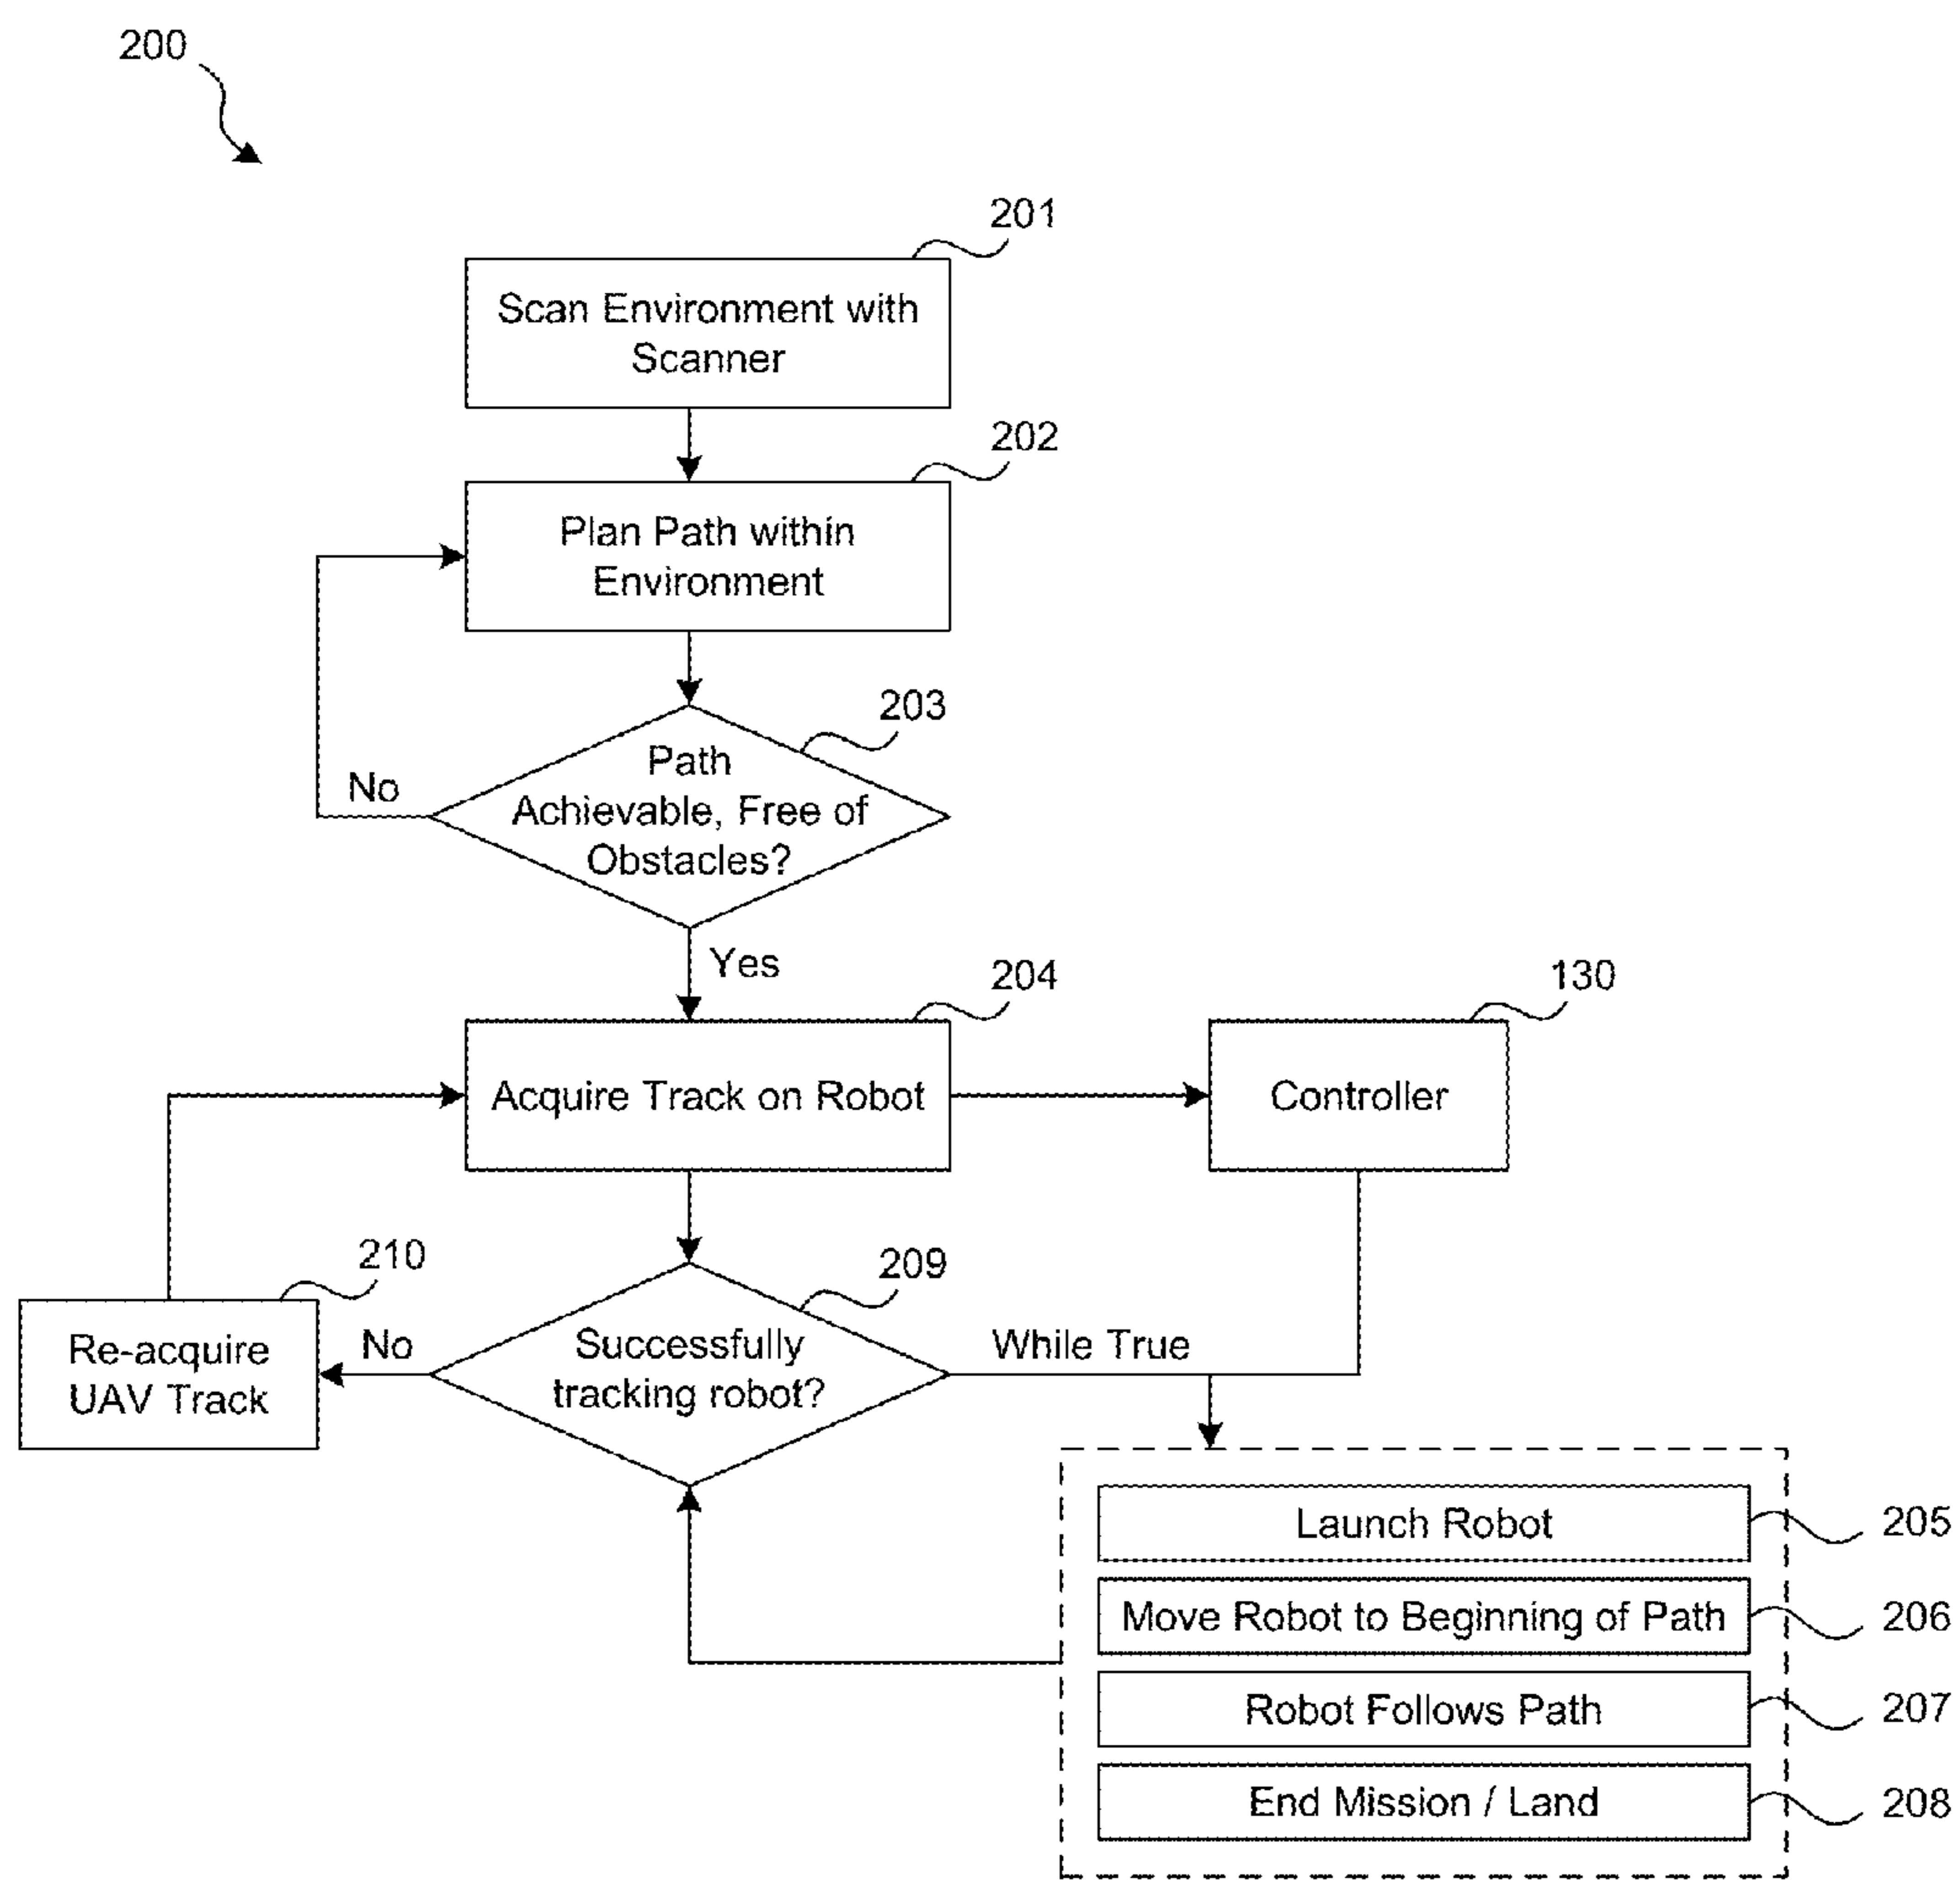 200
201
Scan Environment with
Scanner
202
Plan Path within
Environment
203
Path
Achievable, Free of
Obstacles?
No
Yes
204
130
Acquire Track on Robot
Controller
210
209
Re-acquire
UAV Track
No
Successfully
tracking robot?
While True
Launch Robot
205
Move Robot to Beginning of Path
206
Robot Follows Path
207
End Mission / Land
208